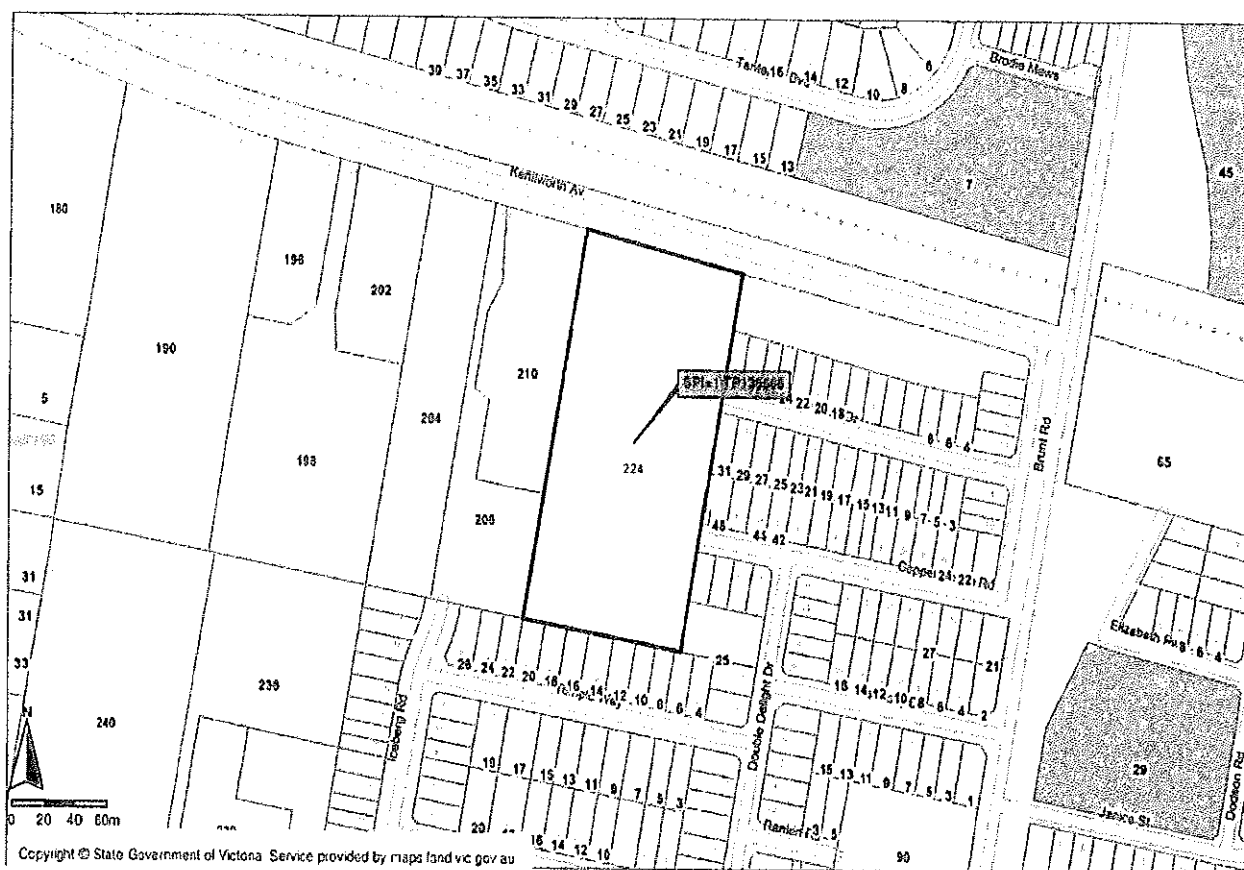 Brodie Mews
16 14 12 10 8 6
39 37 35 33 31 29 27 25 23 21 19 17 15 13
7
45
Kenilworth Av
180
196
202
190
210
204
198
5
15
224
22 20 18
8 6 4
Brunt Rd
65
31 29 27 25 23 21 19 17 15 13 11 9 7 5 3
44 42
24 22 Rd
31
31
33
25
27
21
Elizabeth
8 6 4
26 24 22 20 18 16 14 12 10 8 6 4
Way
16 14 12 10 8 6 4 2
240
Iceberg Rd
Double Delight Dr
29
N
19 17 15 13 11 9 7 5 3
15 13 11 9 7 5 3 1
Dodson Rd
Janice St
0 20 40 60m
20
16 14 12 10
3 5
90
Copyright © State Government of Victoria Service provided by maps land vic gov au